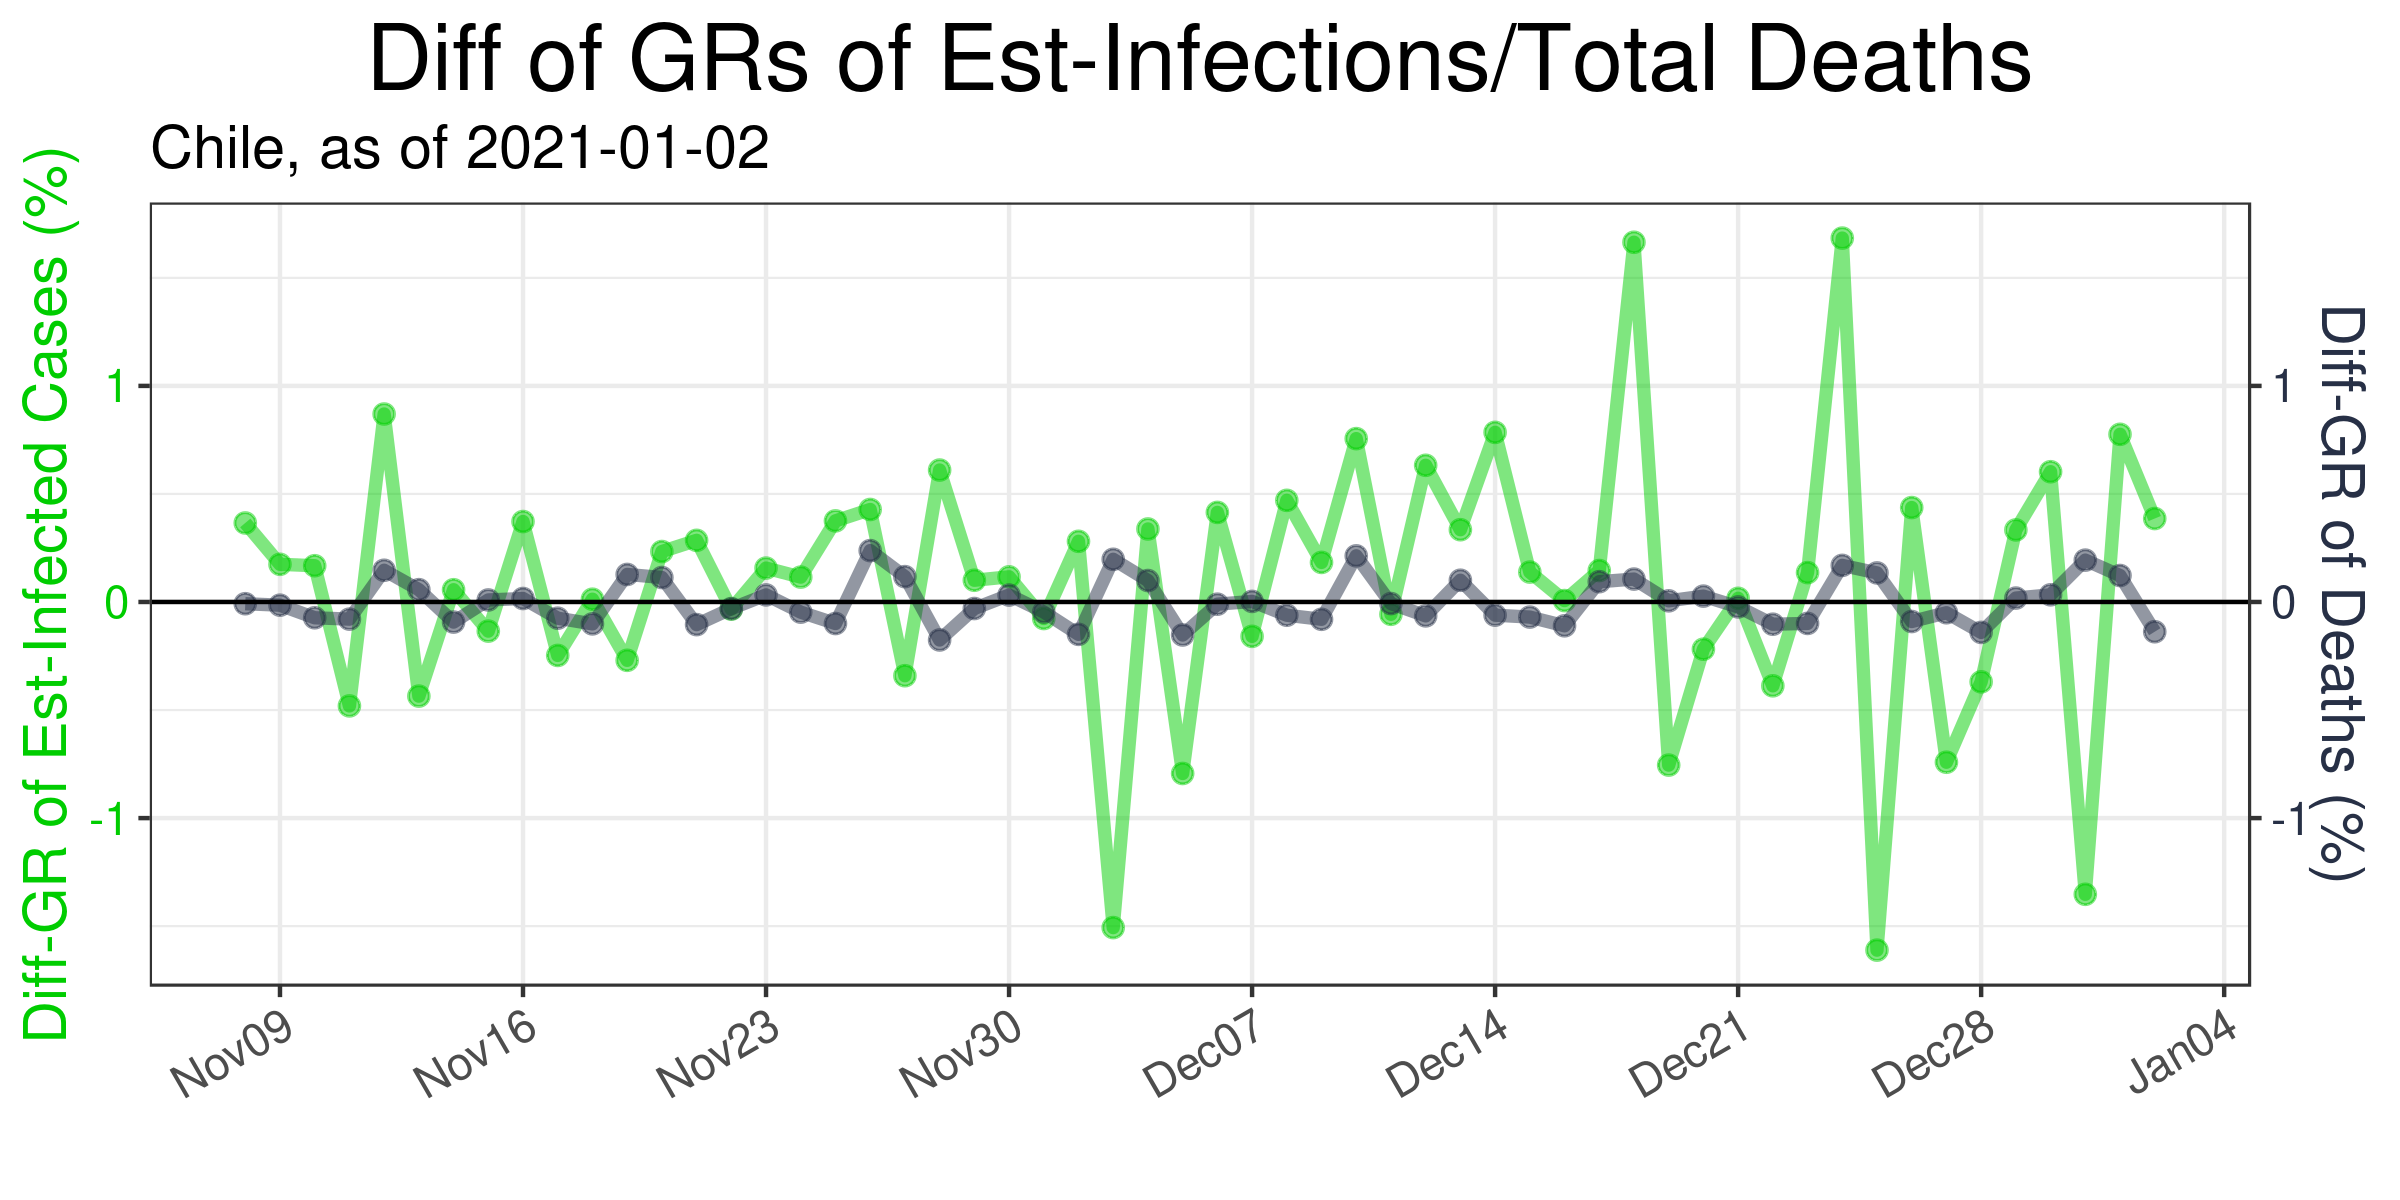 Diff of GRs of Est-Infections/Total Deaths
Chile, as of 2021-01-02
Diff-GR of Est-Infected Cases (%)
1
0
-1
1
0
-1
Diff-GR of Deaths (%)
Nov09
Nov16
Nov23
Nov30
Dec07
Dec14
Dec21
Dec28
Jan04